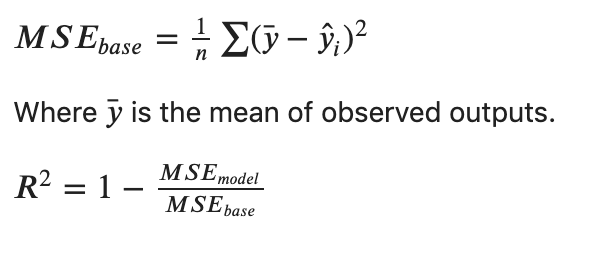 MSE_base = 1/n ∑(ȳ − ŷ_i)²
Where ȳ is the mean of observed outputs.
R² = 1 − MSE_model/MSE_base